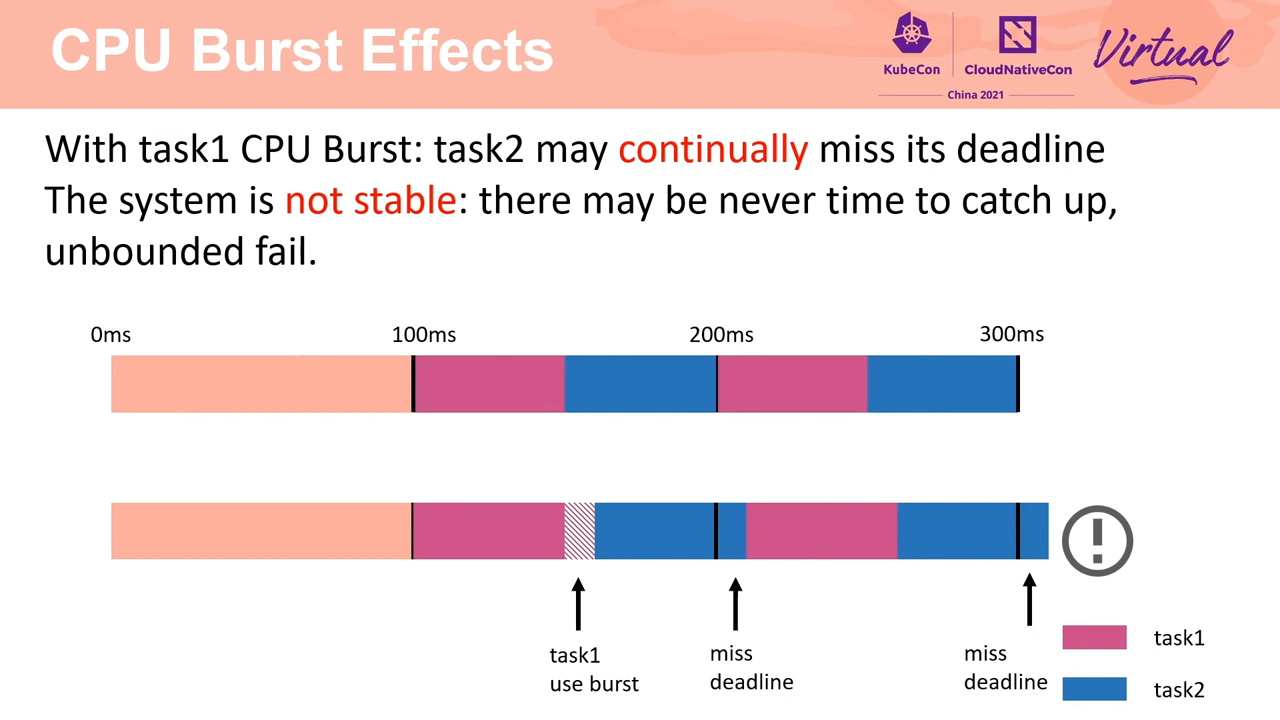 CPU Burst Effects
KubeCon
CloudNativeCon
China 2021
Virtual
With task1 CPU Burst: task2 may continually miss its deadline
The system is not stable: there may be never time to catch up,
unbounded fail.
0ms
100ms
200ms
300ms
task1
use burst
miss
deadline
miss
deadline
task1
task2